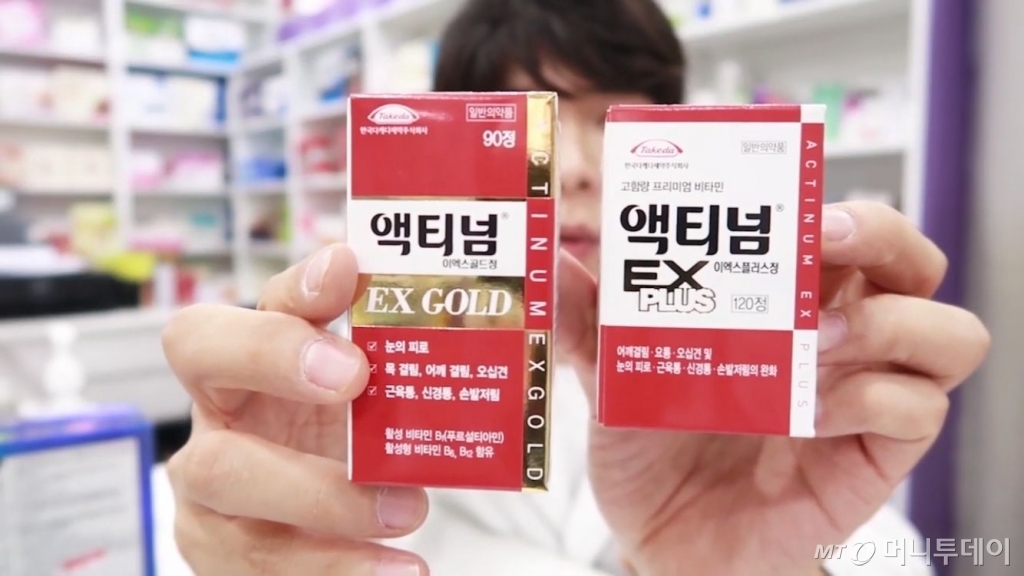 Takeda
한국다케다제약주식회사
일반의약품
90정
액티넘®
이엑스골드정
EX GOLD
눈의 피로
목 결림, 어깨 결림, 오십견
근육통, 신경통, 손발저림
활성 비타민 B₁(푸르설티아민)
활성형 비타민 B₆, B₁₂ 함유
ACTINUM EX GOLD
Takeda
한국다케다제약주식회사
일반의약품
고함량 프리미엄 비타민
액티넘®
EX 이엑스플러스정
PLUS 120정
어깨결림·요통·오십견 및
눈의 피로·근육통·신경통·손발저림의 완화
ACTINUM EX PLUS
MT 머니투데이